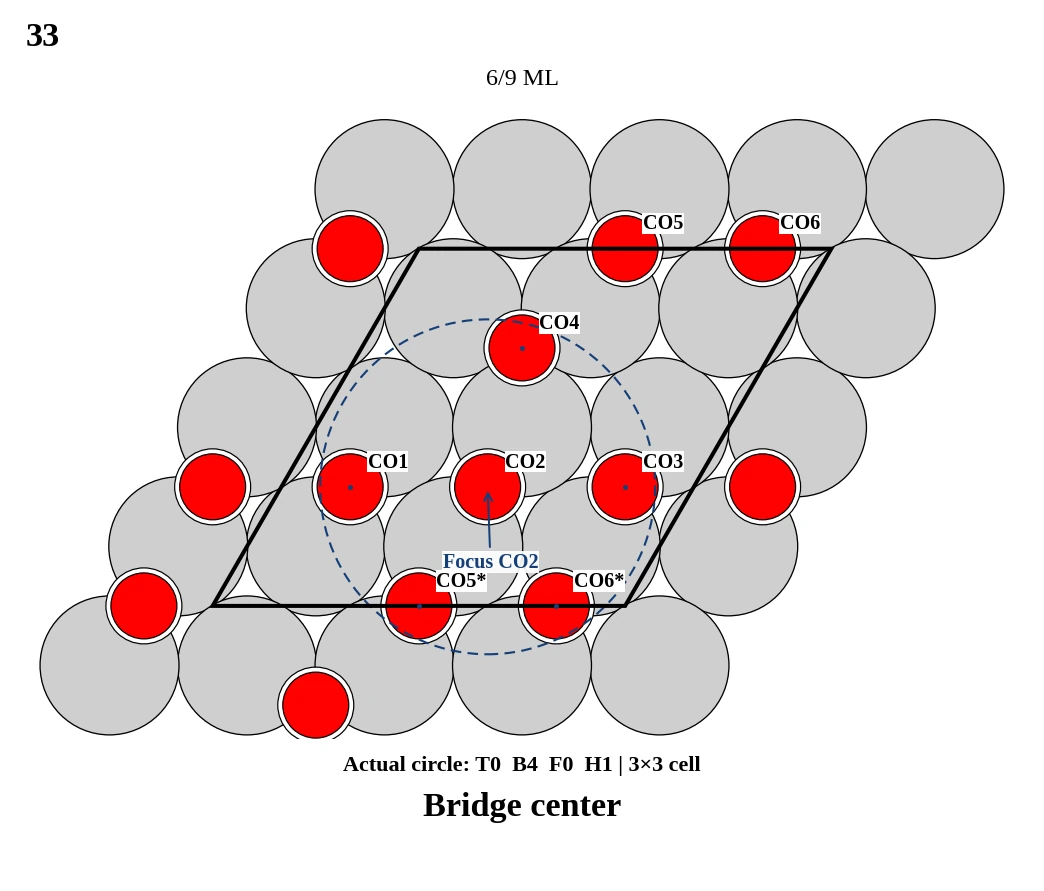 33
6/9 ML
CO5
CO6
CO4
CO1
CO2
CO3
Focus CO2
CO5*
CO6*
Actual circle: T0 B4 F0 H1 | 3×3 cell
Bridge center